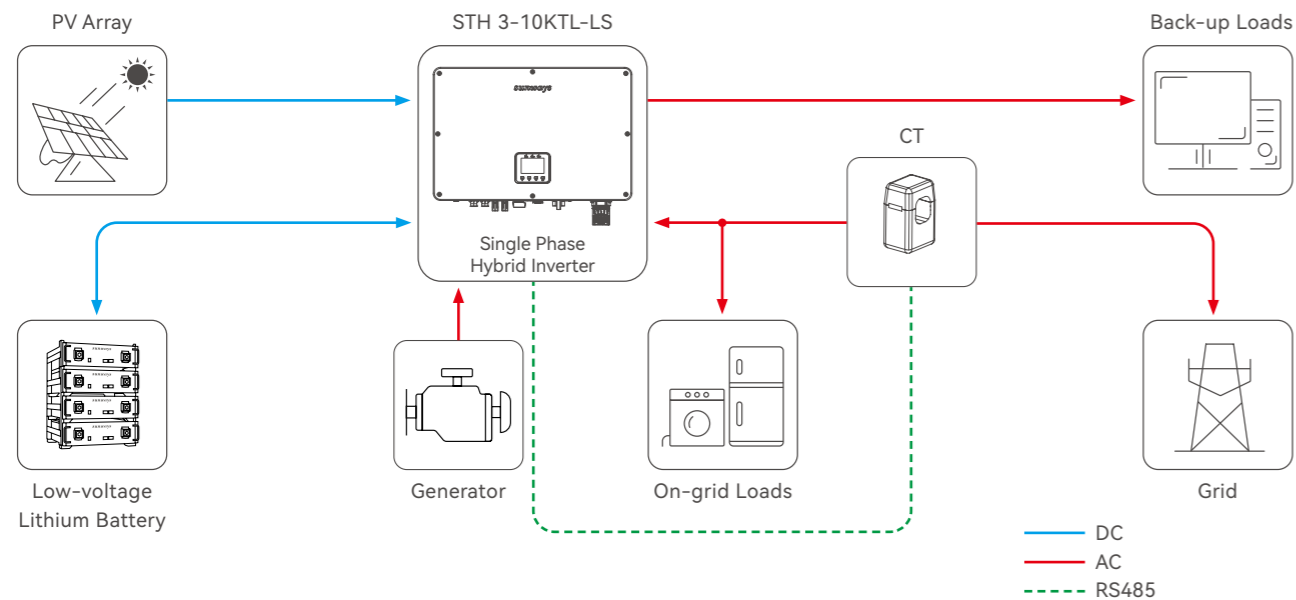 PV Array
STH 3-10KTL-LS
Back-up Loads
sunways
CT
Single Phase
Hybrid Inverter
Low-voltage
Lithium Battery
Generator
On-grid Loads
Grid
DC
AC
RS485